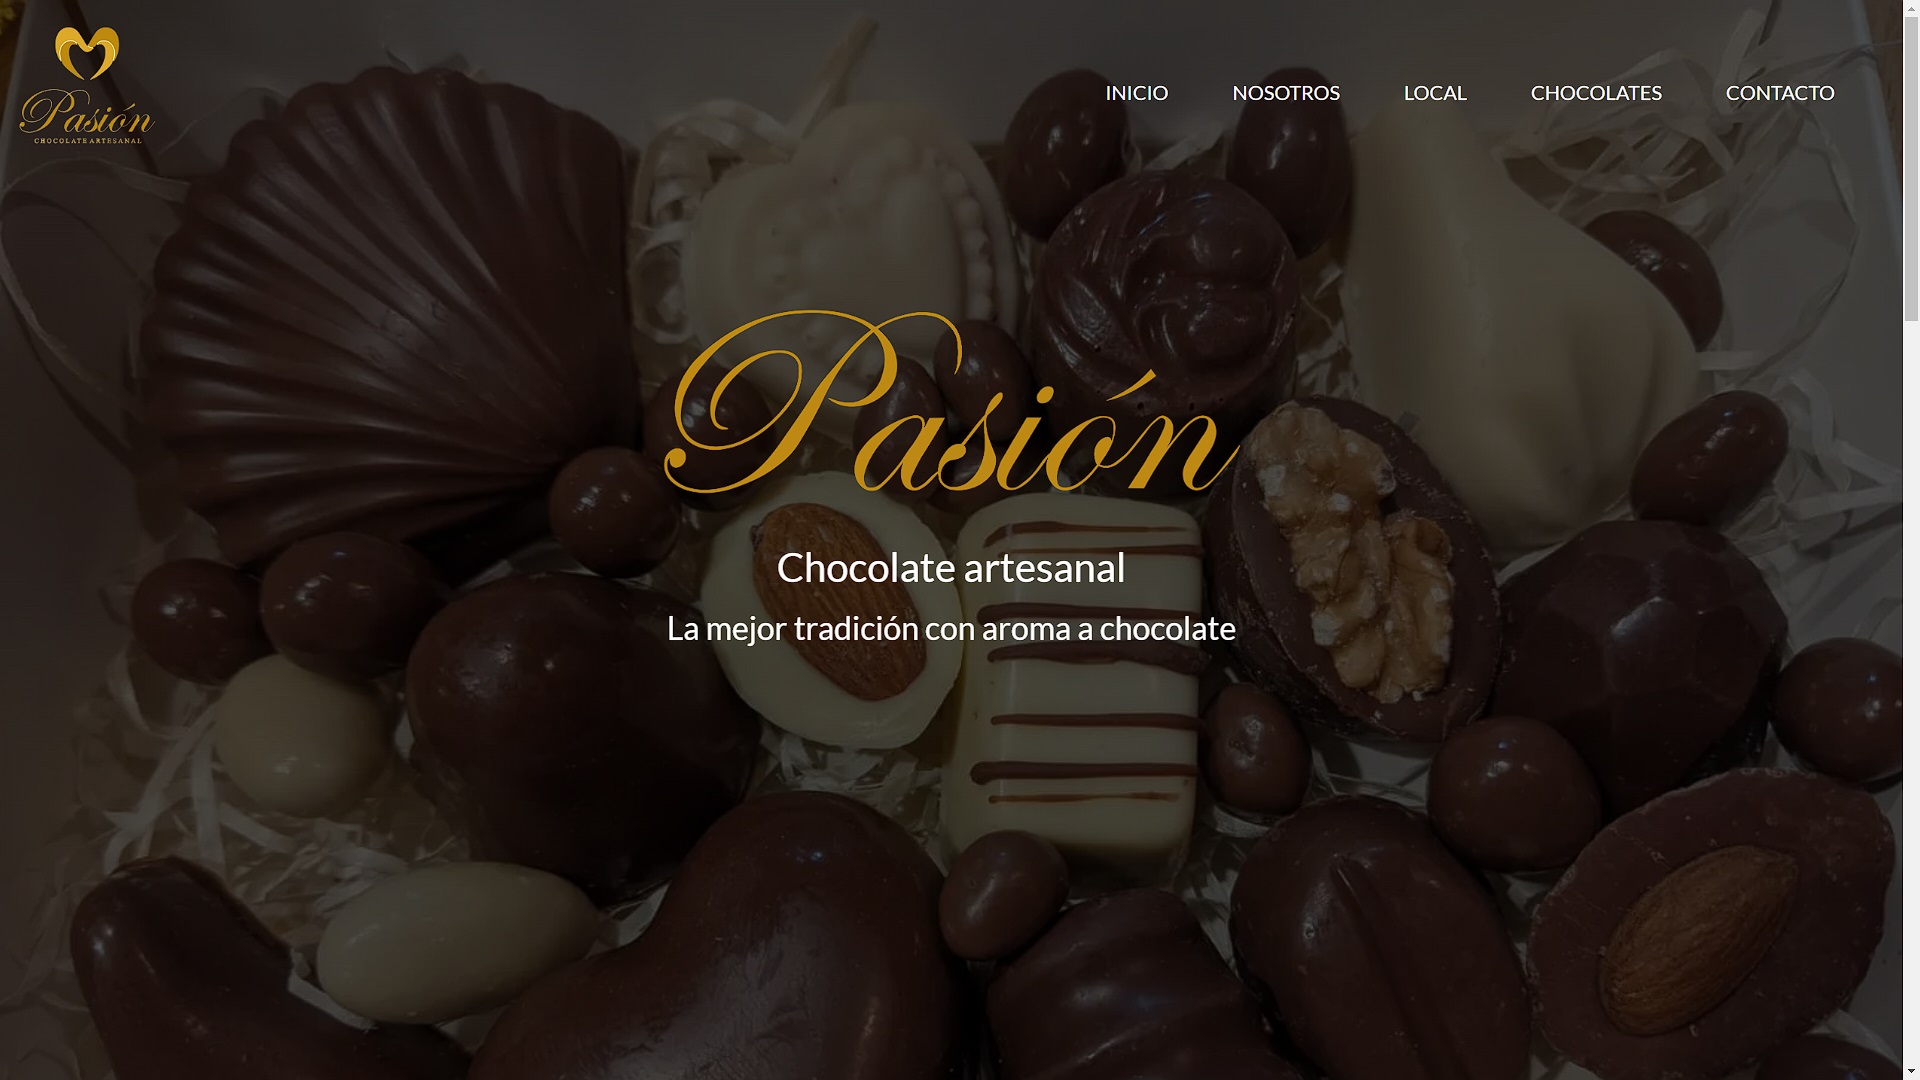 Pasión
CHOCOLATE ARTESANAL
INICIO NOSOTROS LOCAL CHOCOLATES CONTACTO
Pasión
Chocolate artesanal
La mejor tradición con aroma a chocolate